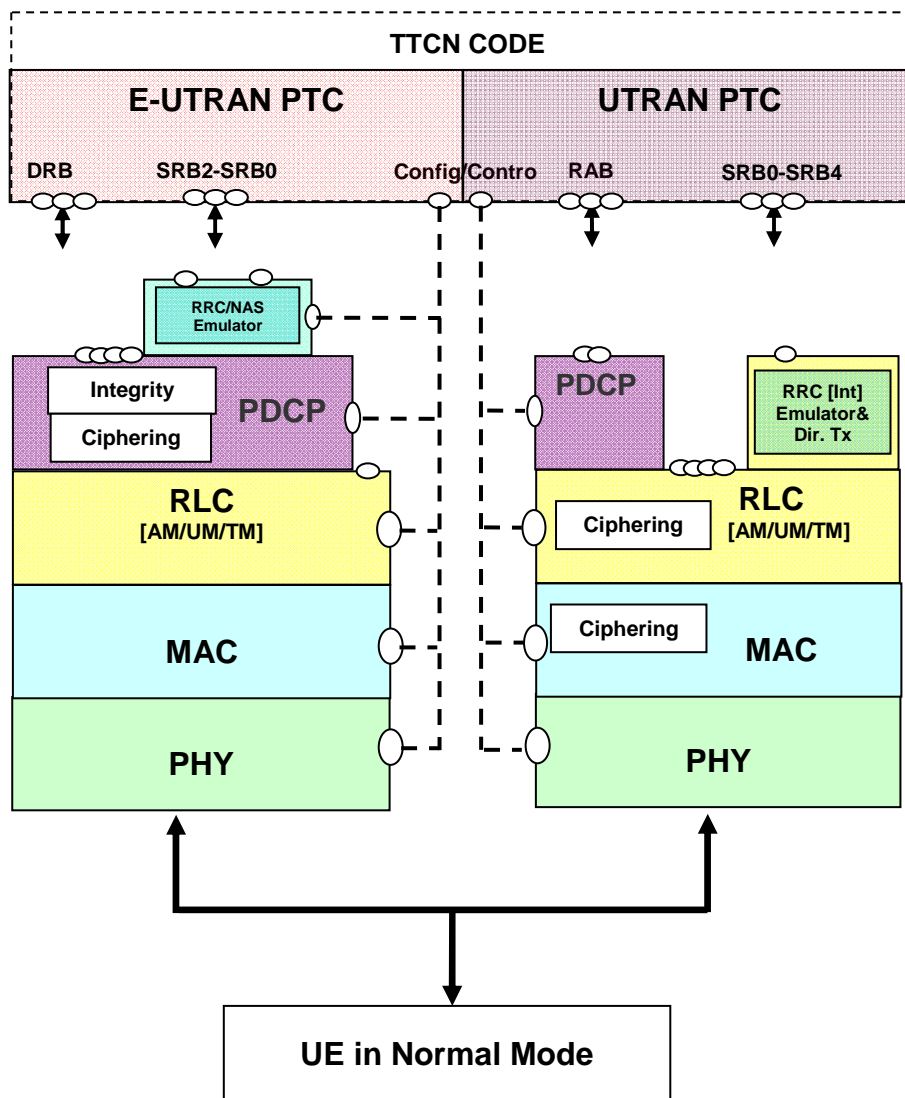 TTCN CODE
E-UTRAN PTC
UTRAN PTC
DRB
SRB2-SRB0
Config/Contro
RAB
SRB0-SRB4
RRC/NAS
Emulator
Integrity
Ciphering
PDCP
PDCP
RRC [Int]
Emulator&
Dir. Tx
RLC
[AM/UM/TM]
Ciphering
RLC
[AM/UM/TM]
MAC
Ciphering
MAC
PHY
PHY
UE in Normal Mode